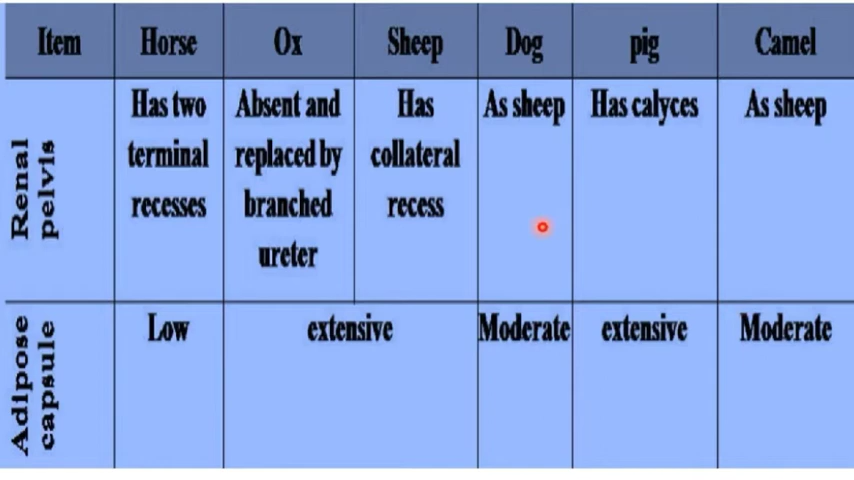 Item Horse Ox Sheep Dog pig Camel
Renal pelvis
Has two terminal recesses
Absent and replaced by branched ureter
Has collateral recess
As sheep
Has calyces
As sheep
Adipose capsule
Low
extensive
Moderate
extensive
Moderate